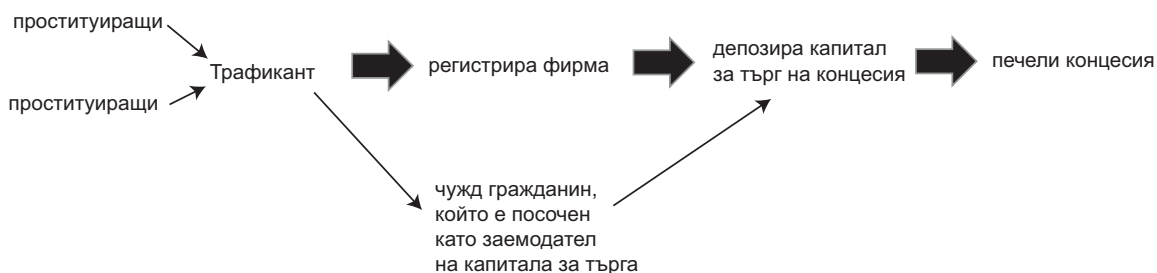 проституиращи
проституиращи
Трафикант
регистрира фирма
депозира капитал
за търг на концесия
печели концесия
чужд гражданин,
който е посочен
като заемодател
на капитала за търга